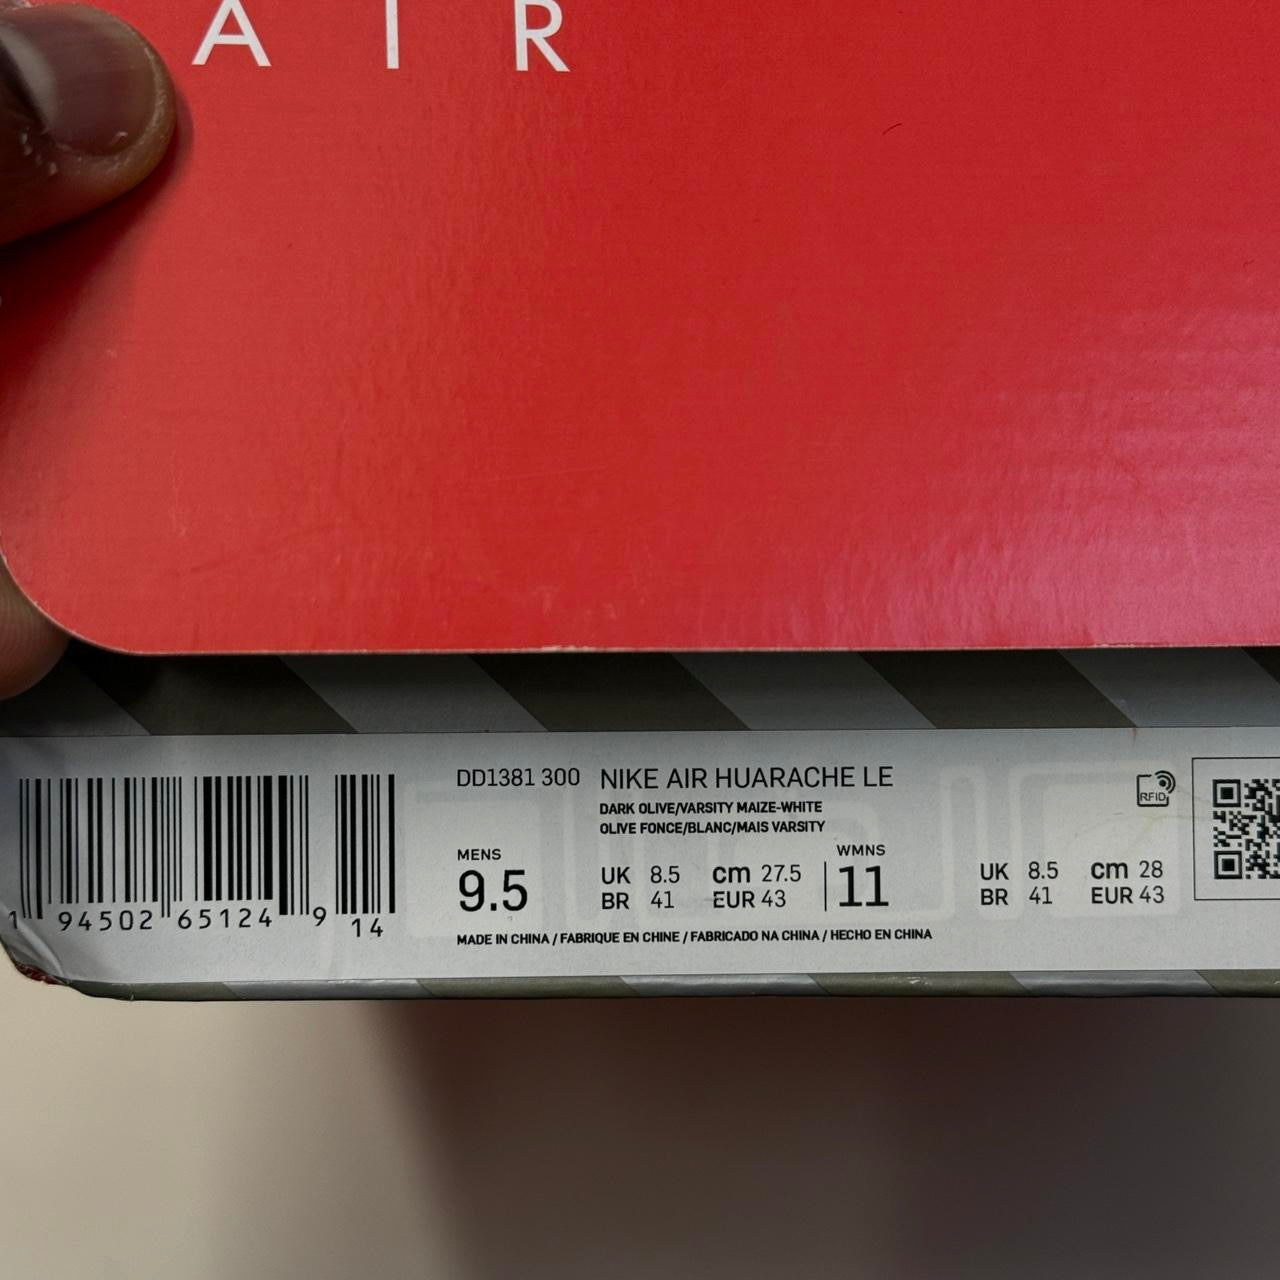 AIR
DD1381 300 NIKE AIR HUARACHE LE
DARK OLIVE/VARSITY MAIZE-WHITE
OLIVE FONCE/BLANC/MAIS VARSITY
RFID
MENS
9.5
UK 8.5 cm 27.5
BR 41 EUR 43
WMNS
11
UK 8.5 cm 28
BR 41 EUR 43
1 94502 65124 9 14
MADE IN CHINA / FABRIQUE EN CHINE / FABRICADO NA CHINA / HECHO EN CHINA